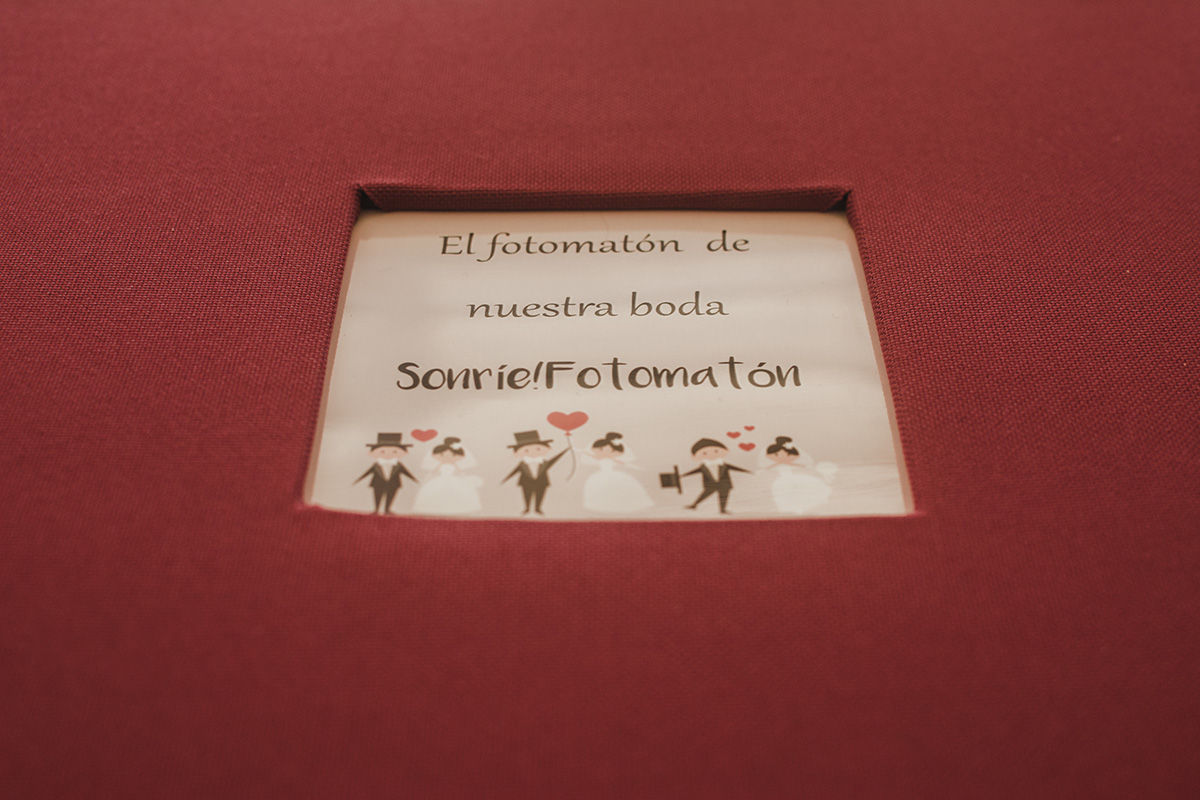 El fotomatón de
nuestra boda
Sonríe!Fotomatón